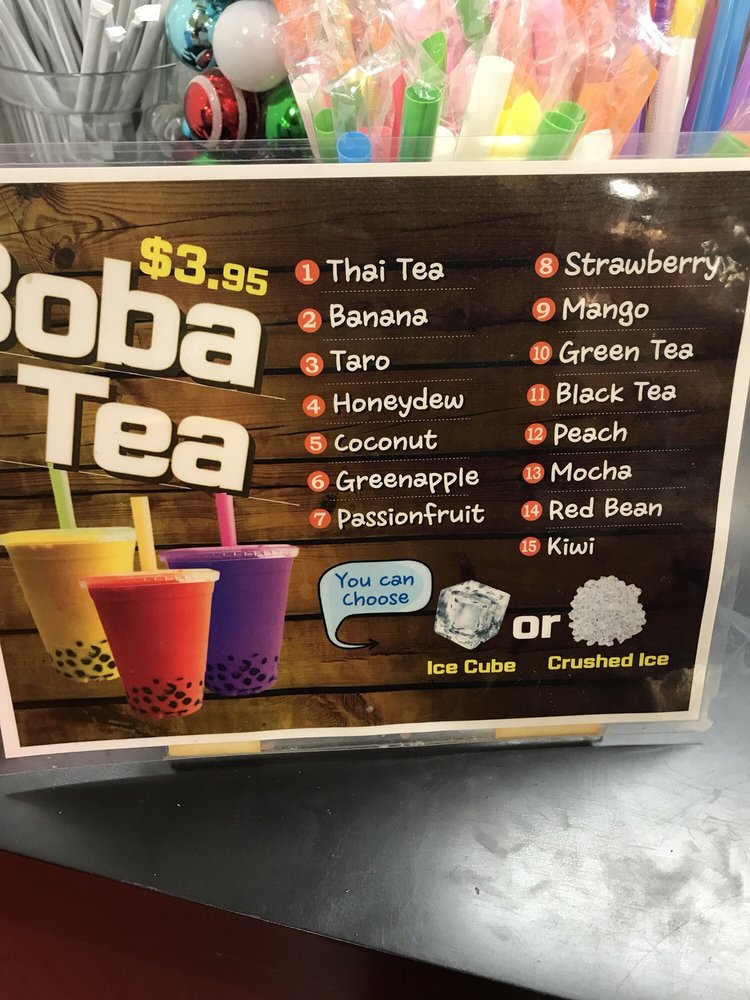 $3.95
Boba
Tea
1 Thai Tea
2 Banana
3 Taro
4 Honeydew
5 Coconut
6 Greenapple
7 Passionfruit
8 Strawberry
9 Mango
10 Green Tea
11 Black Tea
12 Peach
13 Mocha
14 Red Bean
15 Kiwi
You can
Choose
or
Ice Cube
Crushed Ice